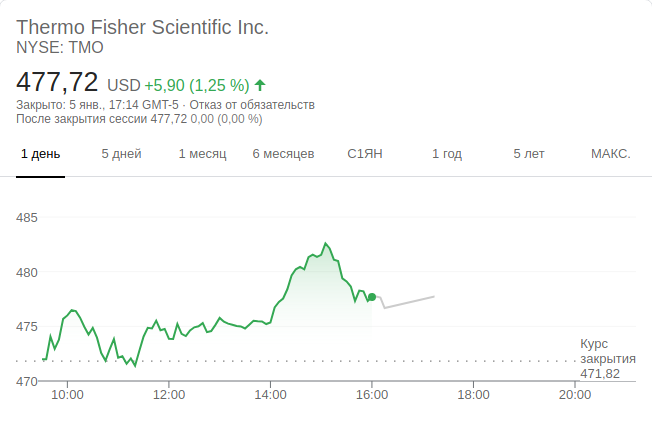 Thermo Fisher Scientific Inc.
NYSE: TMO
477,72 USD +5,90 (1,25 %)
Закрыто: 5 янв., 17:14 GMT-5 · Отказ от обязательств
После закрытия сессии 477,72 0,00 (0,00 %)
1 день 5 дней 1 месяц 6 месяцев С1ЯН 1 год 5 лет МАКС.
485
480
475
Курс
закрытия
471,82
470
10:00 12:00 14:00 16:00 18:00 20:00